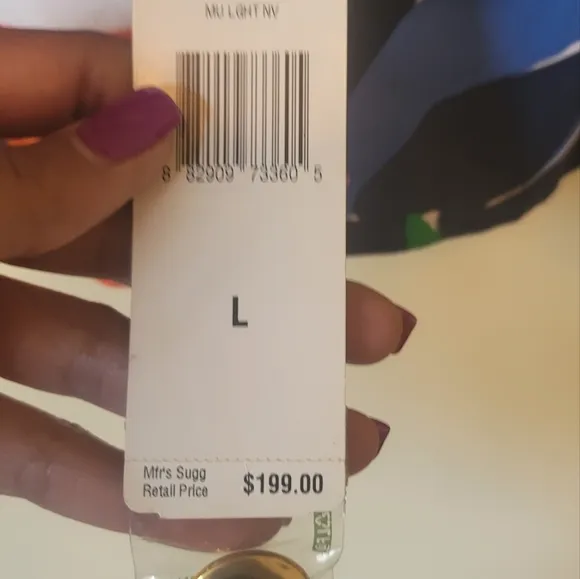 MU LGHT NV
8 82909 73360 5
L
Mfr's Sugg
Retail Price $199.00